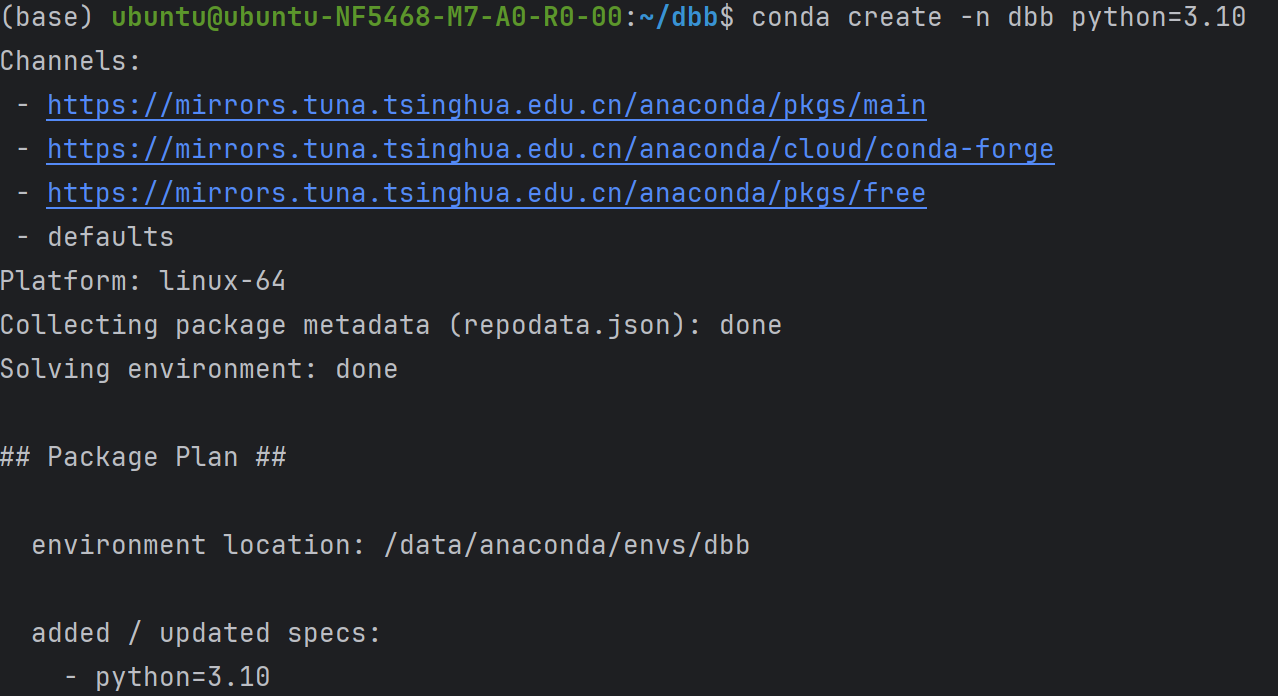 (base) ubuntu@ubuntu-NF5468-M7-A0-R0-00:~/dbb$ conda create -n dbb python=3.10
Channels:
 - https://mirrors.tuna.tsinghua.edu.cn/anaconda/pkgs/main
 - https://mirrors.tuna.tsinghua.edu.cn/anaconda/cloud/conda-forge
 - https://mirrors.tuna.tsinghua.edu.cn/anaconda/pkgs/free
 - defaults
Platform: linux-64
Collecting package metadata (repodata.json): done
Solving environment: done
## Package Plan ##
  environment location: /data/anaconda/envs/dbb
  added / updated specs:
    - python=3.10